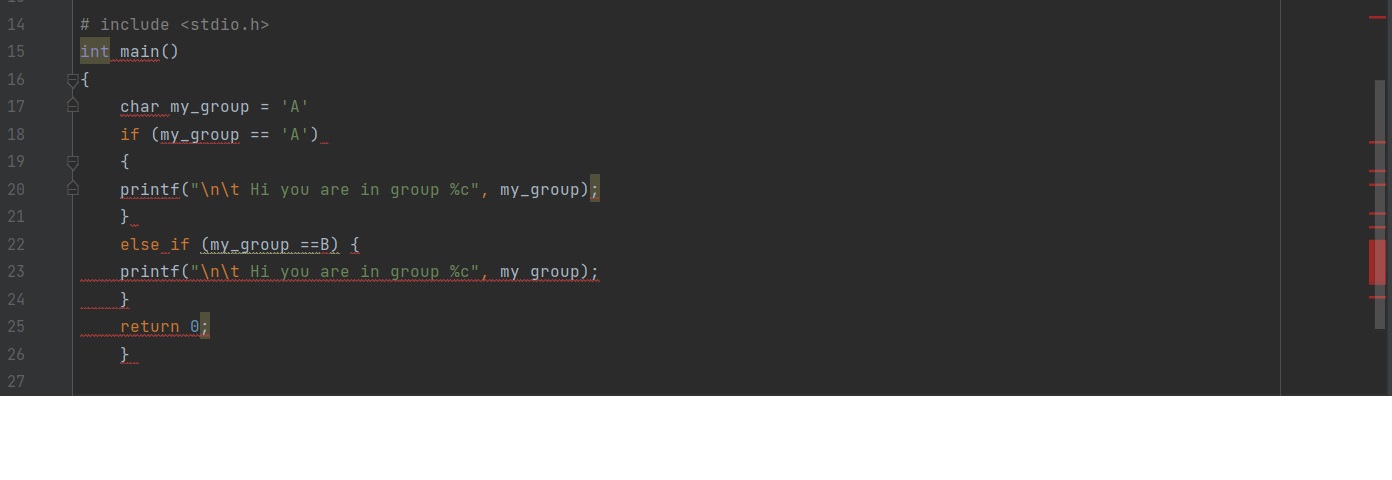 14 # include <stdio.h>
15 int main()
16 {
17 char my_group = 'A'
18 if (my_group == 'A')
19 {
20 printf("\n\t Hi you are in group %c", my_group);
21 }
22 else if (my_group ==B) {
23 printf("\n\t Hi you are in group %c", my_group);
24 }
25 return 0;
26 }
27